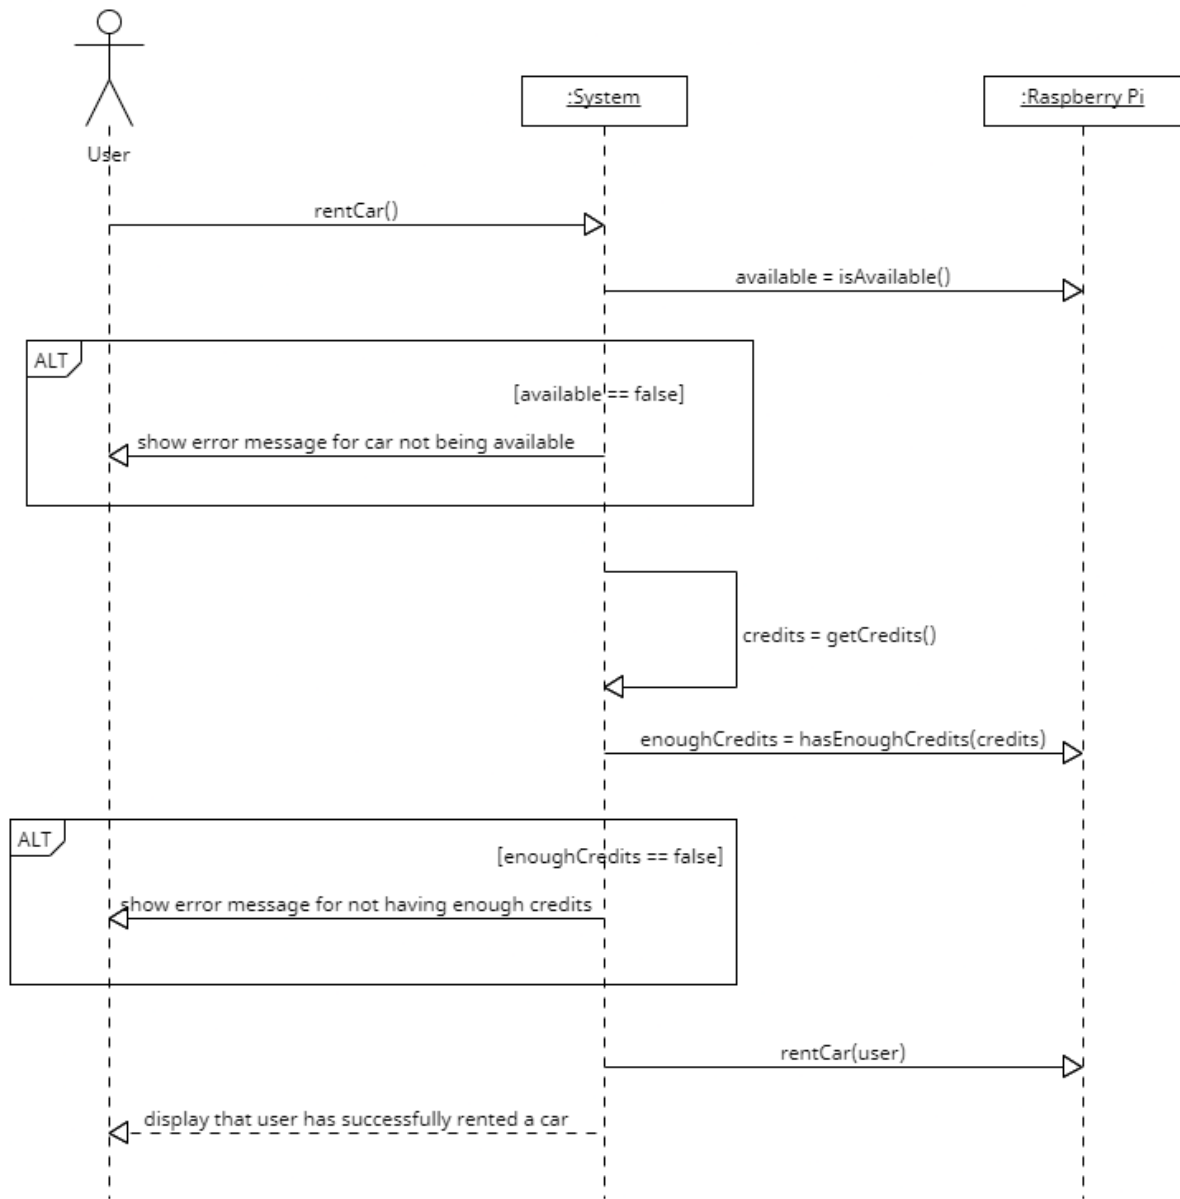 :System
:Raspberry Pi
User
rentCar()
available = isAvailable()
ALT
[available == false]
show error message for car not being available
credits = getCredits()
enoughCredits = hasEnoughCredits(credits)
ALT
[enoughCredits == false]
show error message for not having enough credits
rentCar(user)
display that user has successfully rented a car